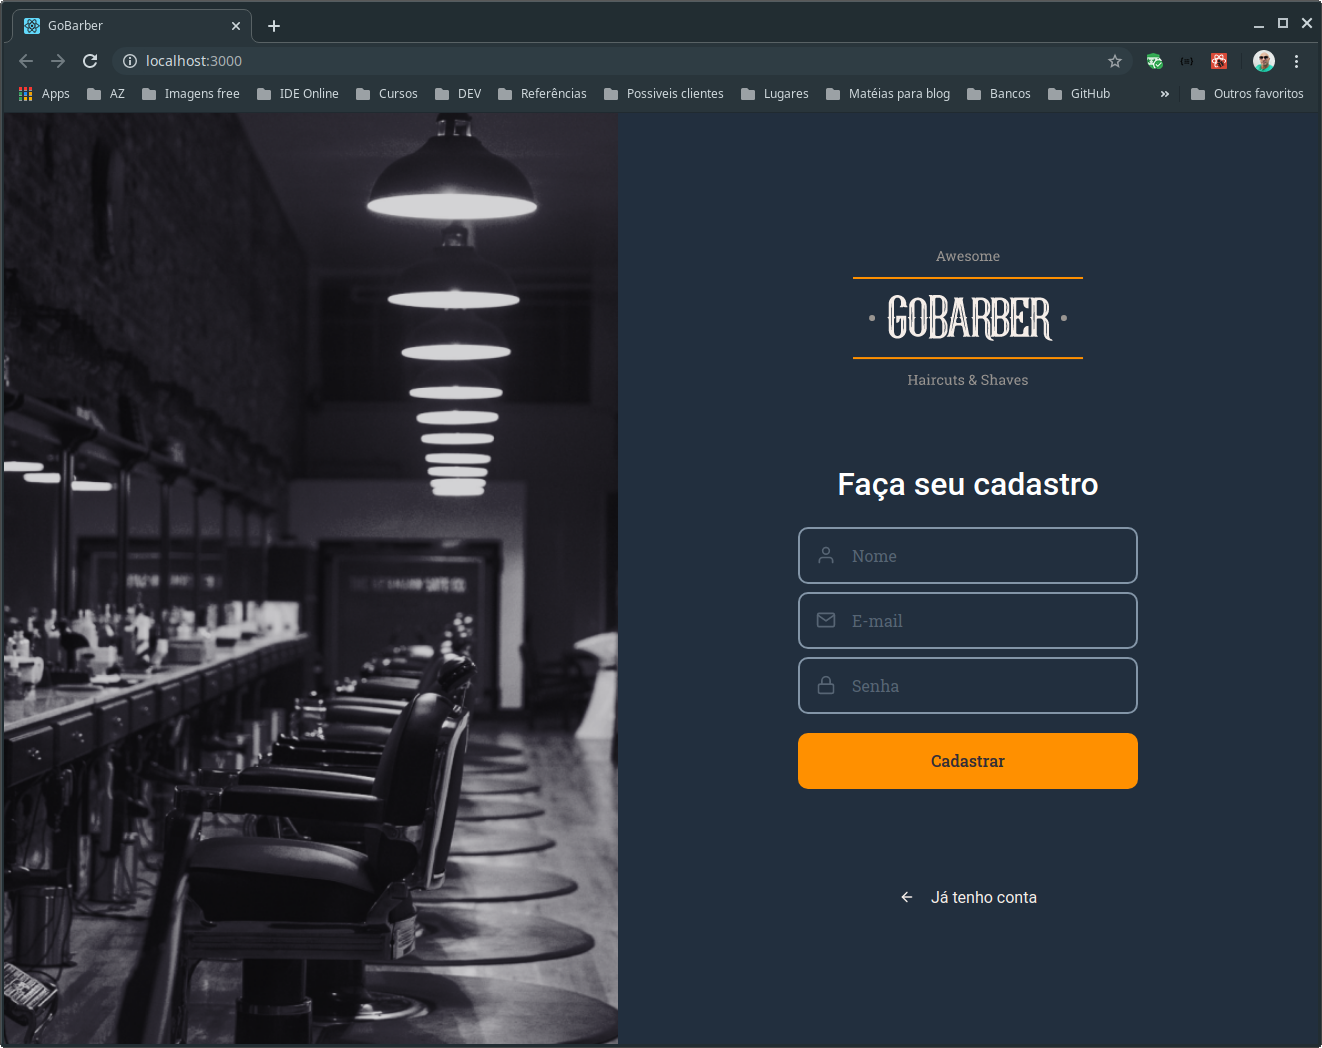 GoBarber
localhost:3000
Apps AZ Imagens free IDE Online Cursos DEV Referências Possiveis clientes Lugares Matéias para blog Bancos GitHub » Outros favoritos
Awesome
GOBARBER
Haircuts & Shaves
Faça seu cadastro
Nome
E-mail
Senha
Cadastrar
Já tenho conta